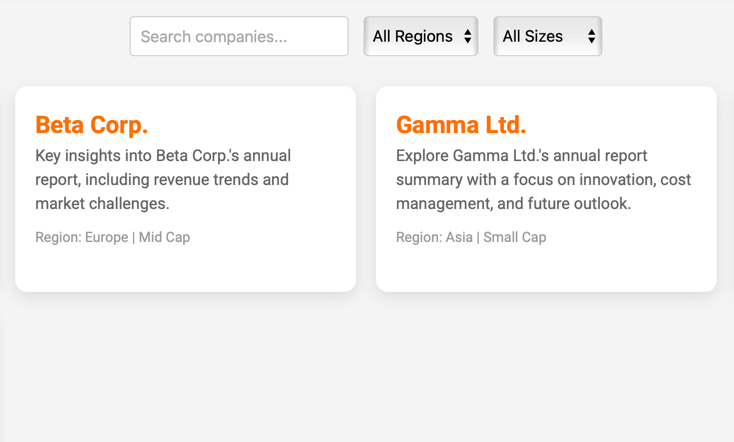 Search companies...
All Regions
All Sizes
Beta Corp.
Key insights into Beta Corp.'s annual
report, including revenue trends and
market challenges.
Region: Europe | Mid Cap
Gamma Ltd.
Explore Gamma Ltd.'s annual report
summary with a focus on innovation, cost
management, and future outlook.
Region: Asia | Small Cap